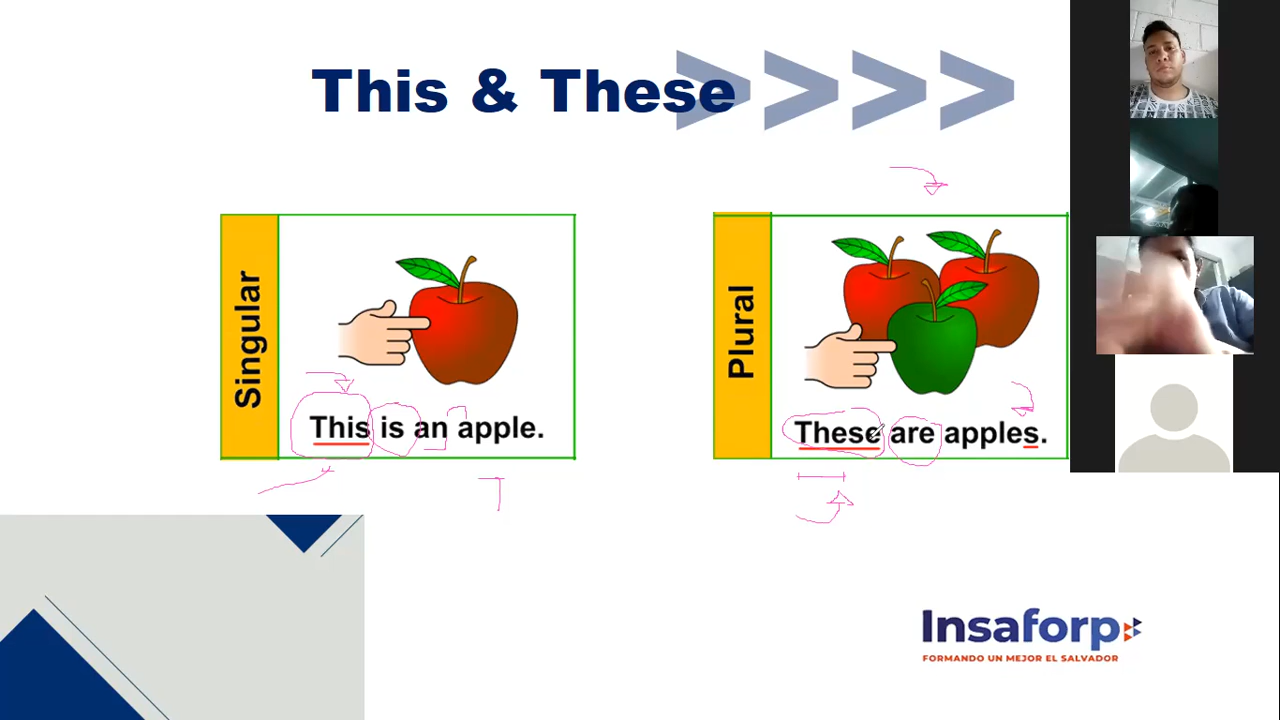 This & These
Singular
This is an apple.
Plural
These are apples.
Insaforp
FORMANDO UN MEJOR EL SALVADOR